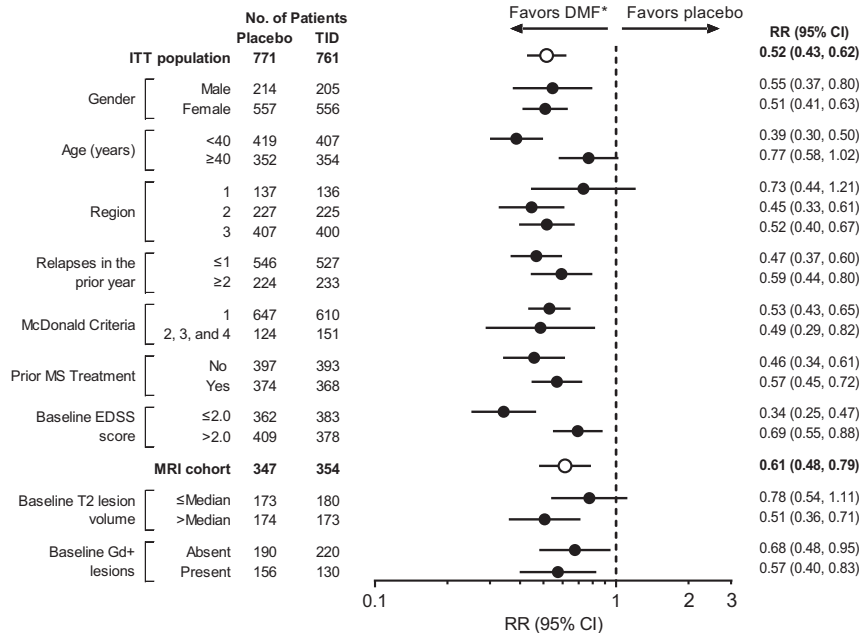 No. of Patients
Favors DMF* Favors placebo
Placebo TID RR (95% CI)
ITT population 771 761 0.52 (0.43, 0.62)
Gender
Male 214 205 0.55 (0.37, 0.80)
Female 557 556 0.51 (0.41, 0.63)
Age (years)
<40 419 407 0.39 (0.30, 0.50)
≥40 352 354 0.77 (0.58, 1.02)
Region
1 137 136 0.73 (0.44, 1.21)
2 227 225 0.45 (0.33, 0.61)
3 407 400 0.52 (0.40, 0.67)
Relapses in the
prior year
≤1 546 527 0.47 (0.37, 0.60)
≥2 224 233 0.59 (0.44, 0.80)
McDonald Criteria
1 647 610 0.53 (0.43, 0.65)
2, 3, and 4 124 151 0.49 (0.29, 0.82)
Prior MS Treatment
No 397 393 0.46 (0.34, 0.61)
Yes 374 368 0.57 (0.45, 0.72)
Baseline EDSS
score
≤2.0 362 383 0.34 (0.25, 0.47)
>2.0 409 378 0.69 (0.55, 0.88)
MRI cohort 347 354 0.61 (0.48, 0.79)
Baseline T2 lesion
volume
≤Median 173 180 0.78 (0.54, 1.11)
>Median 174 173 0.51 (0.36, 0.71)
Baseline Gd+
lesions
Absent 190 220 0.68 (0.48, 0.95)
Present 156 130 0.57 (0.40, 0.83)
0.1 1 2 3
RR (95% CI)